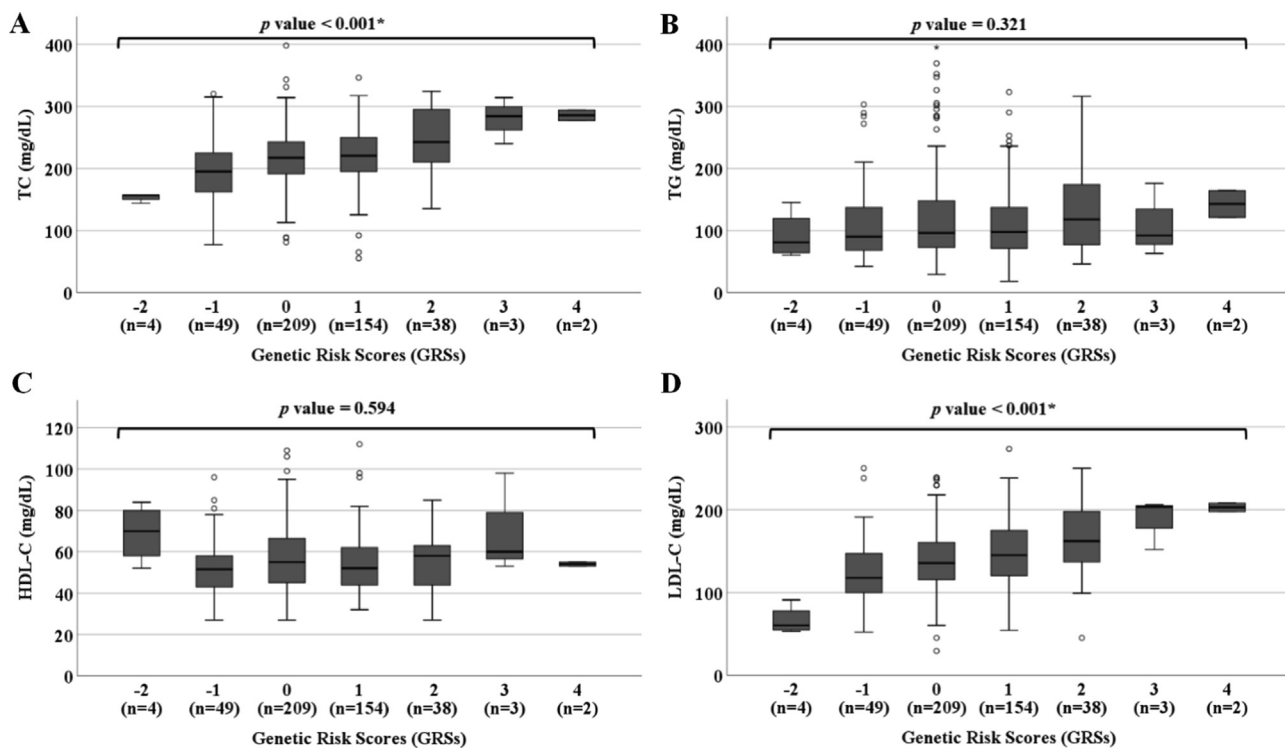 A
p value < 0.001*
TC (mg/dL)
400
300
200
100
0
-2 -1 0 1 2 3 4
(n=4) (n=49) (n=209) (n=154) (n=38) (n=3) (n=2)
Genetic Risk Scores (GRSs)
B
p value = 0.321
TG (mg/dL)
400
300
200
100
0
-2 -1 0 1 2 3 4
(n=4) (n=49) (n=209) (n=154) (n=38) (n=3) (n=2)
Genetic Risk Scores (GRSs)
C
p value = 0.594
HDL-C (mg/dL)
120
100
80
60
40
20
0
-2 -1 0 1 2 3 4
(n=4) (n=49) (n=209) (n=154) (n=38) (n=3) (n=2)
Genetic Risk Scores (GRSs)
D
p value < 0.001*
LDL-C (mg/dL)
300
200
100
0
-2 -1 0 1 2 3 4
(n=4) (n=49) (n=209) (n=154) (n=38) (n=3) (n=2)
Genetic Risk Scores (GRSs)